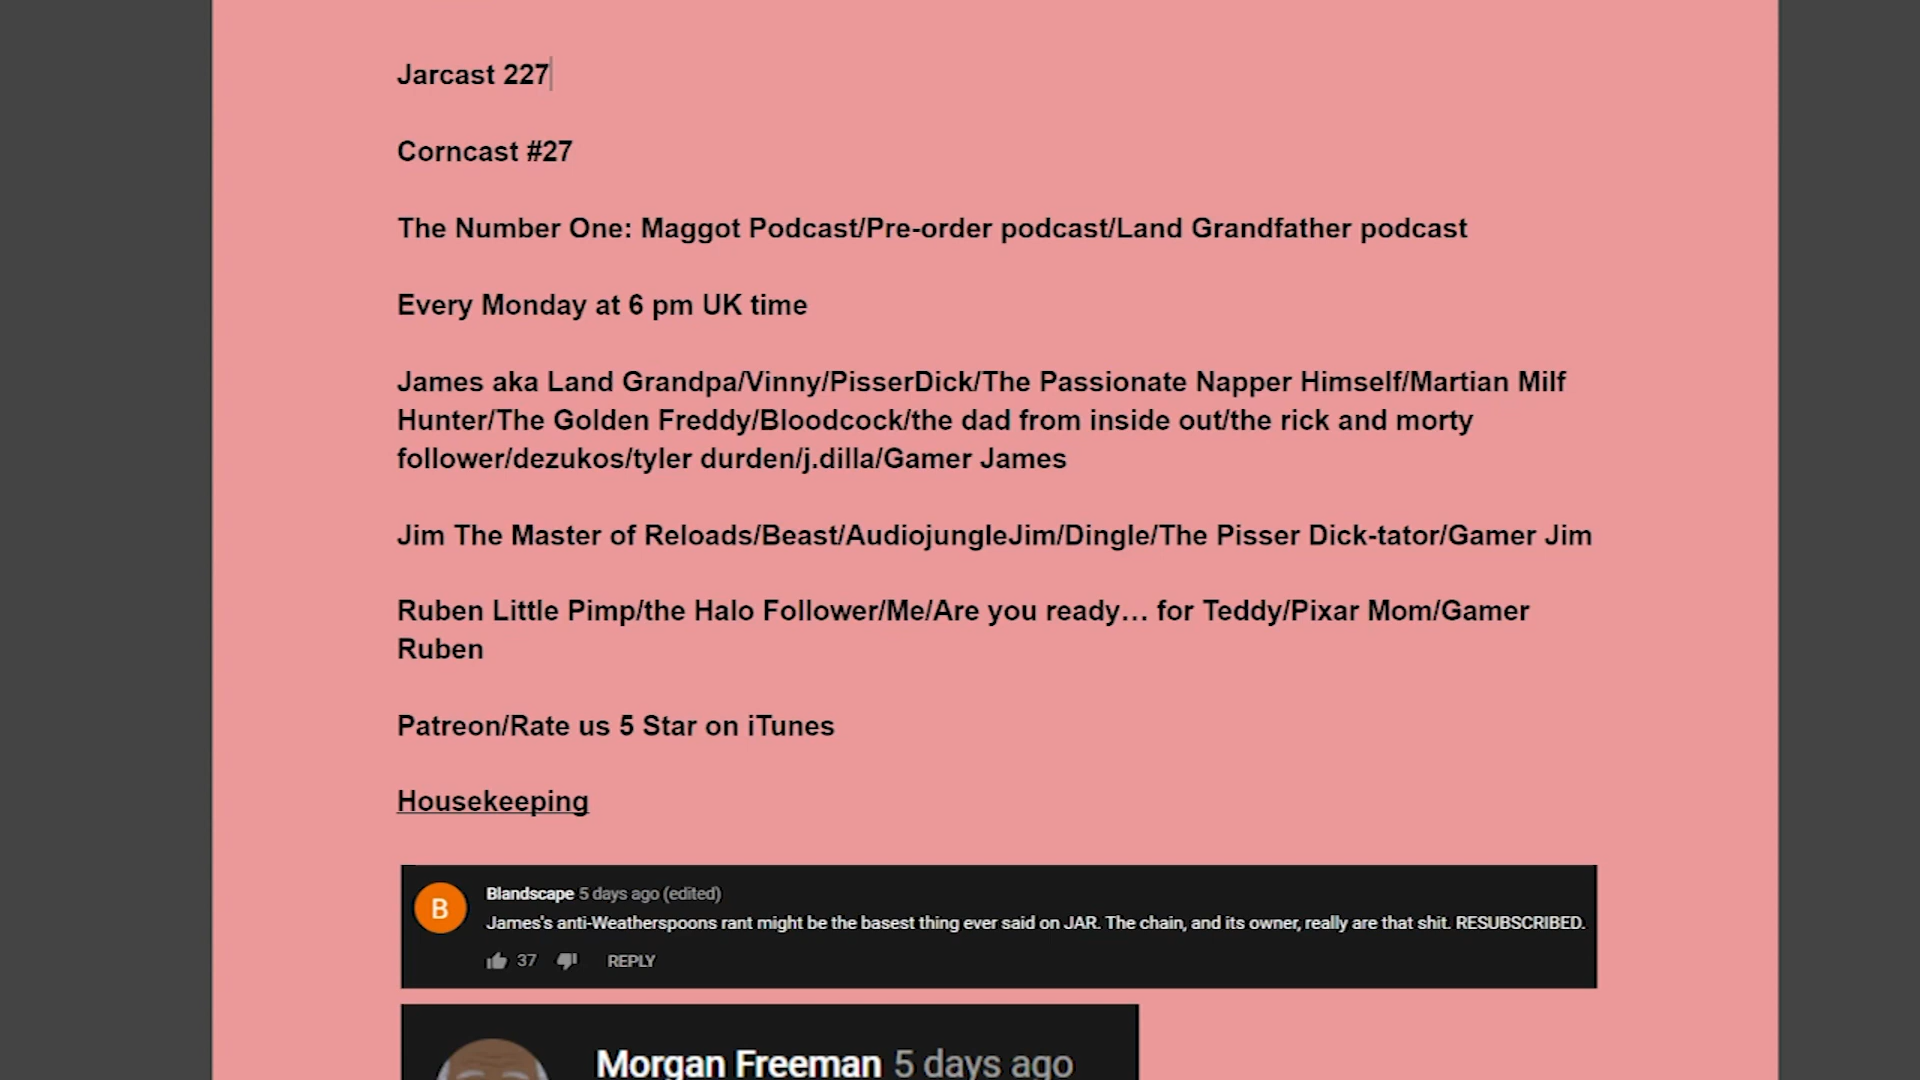 Jarcast 227
Corncast #27
The Number One: Maggot Podcast/Pre-order podcast/Land Grandfather podcast
Every Monday at 6 pm UK time
James aka Land Grandpa/Vinny/PisserDick/The Passionate Napper Himself/Martian Milf
Hunter/The Golden Freddy/Bloodcock/the dad from inside out/the rick and morty
follower/dezukos/tyler durden/j.dilla/Gamer James
Jim The Master of Reloads/Beast/AudiojungleJim/Dingle/The Pisser Dick-tator/Gamer Jim
Ruben Little Pimp/the Halo Follower/Me/Are you ready… for Teddy/Pixar Mom/Gamer
Ruben
Patreon/Rate us 5 Star on iTunes
Housekeeping
B
Blandscape 5 days ago (edited)
James's anti-Weatherspoons rant might be the basest thing ever said on JAR. The chain, and its owner, really are that shit. RESUBSCRIBED.
37 REPLY
Morgan Freeman 5 days ago